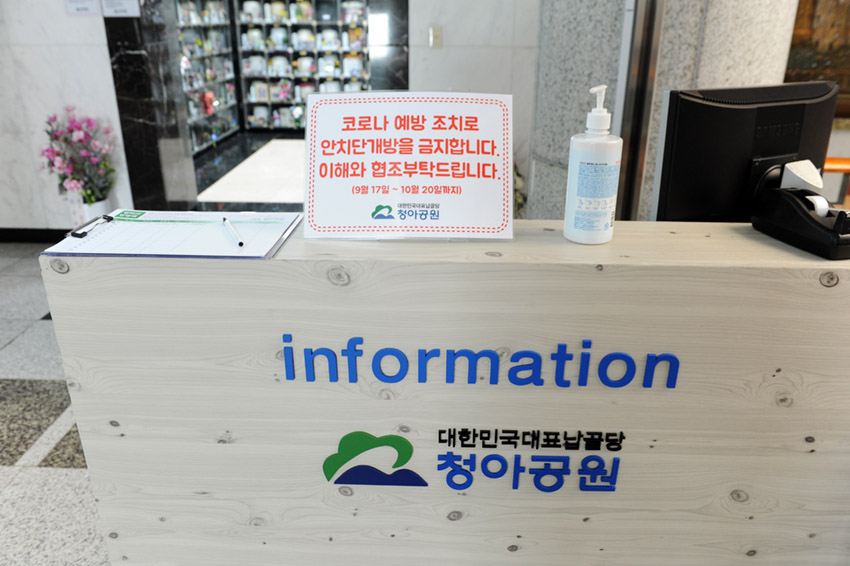 코로나 예방 조치로
안치단개방을 금지합니다.
이해와 협조부탁드립니다.
(9월 17일 ~ 10월 20일까지)
대한민국대표납골당
청아공원
SAMSUNG
information
대한민국대표납골당
청아공원